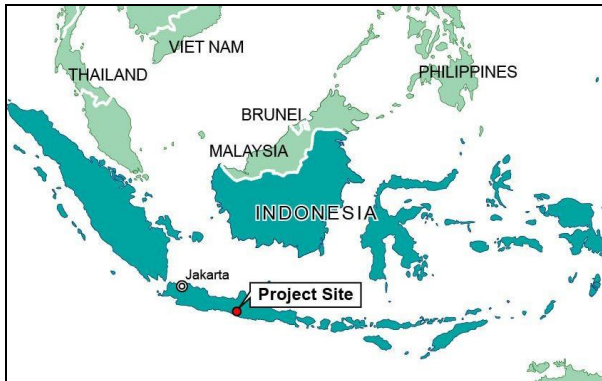 VIET NAM
THAILAND
PHILIPPINES
BRUNEI
MALAYSIA
INDONESIA
Jakarta
Project Site